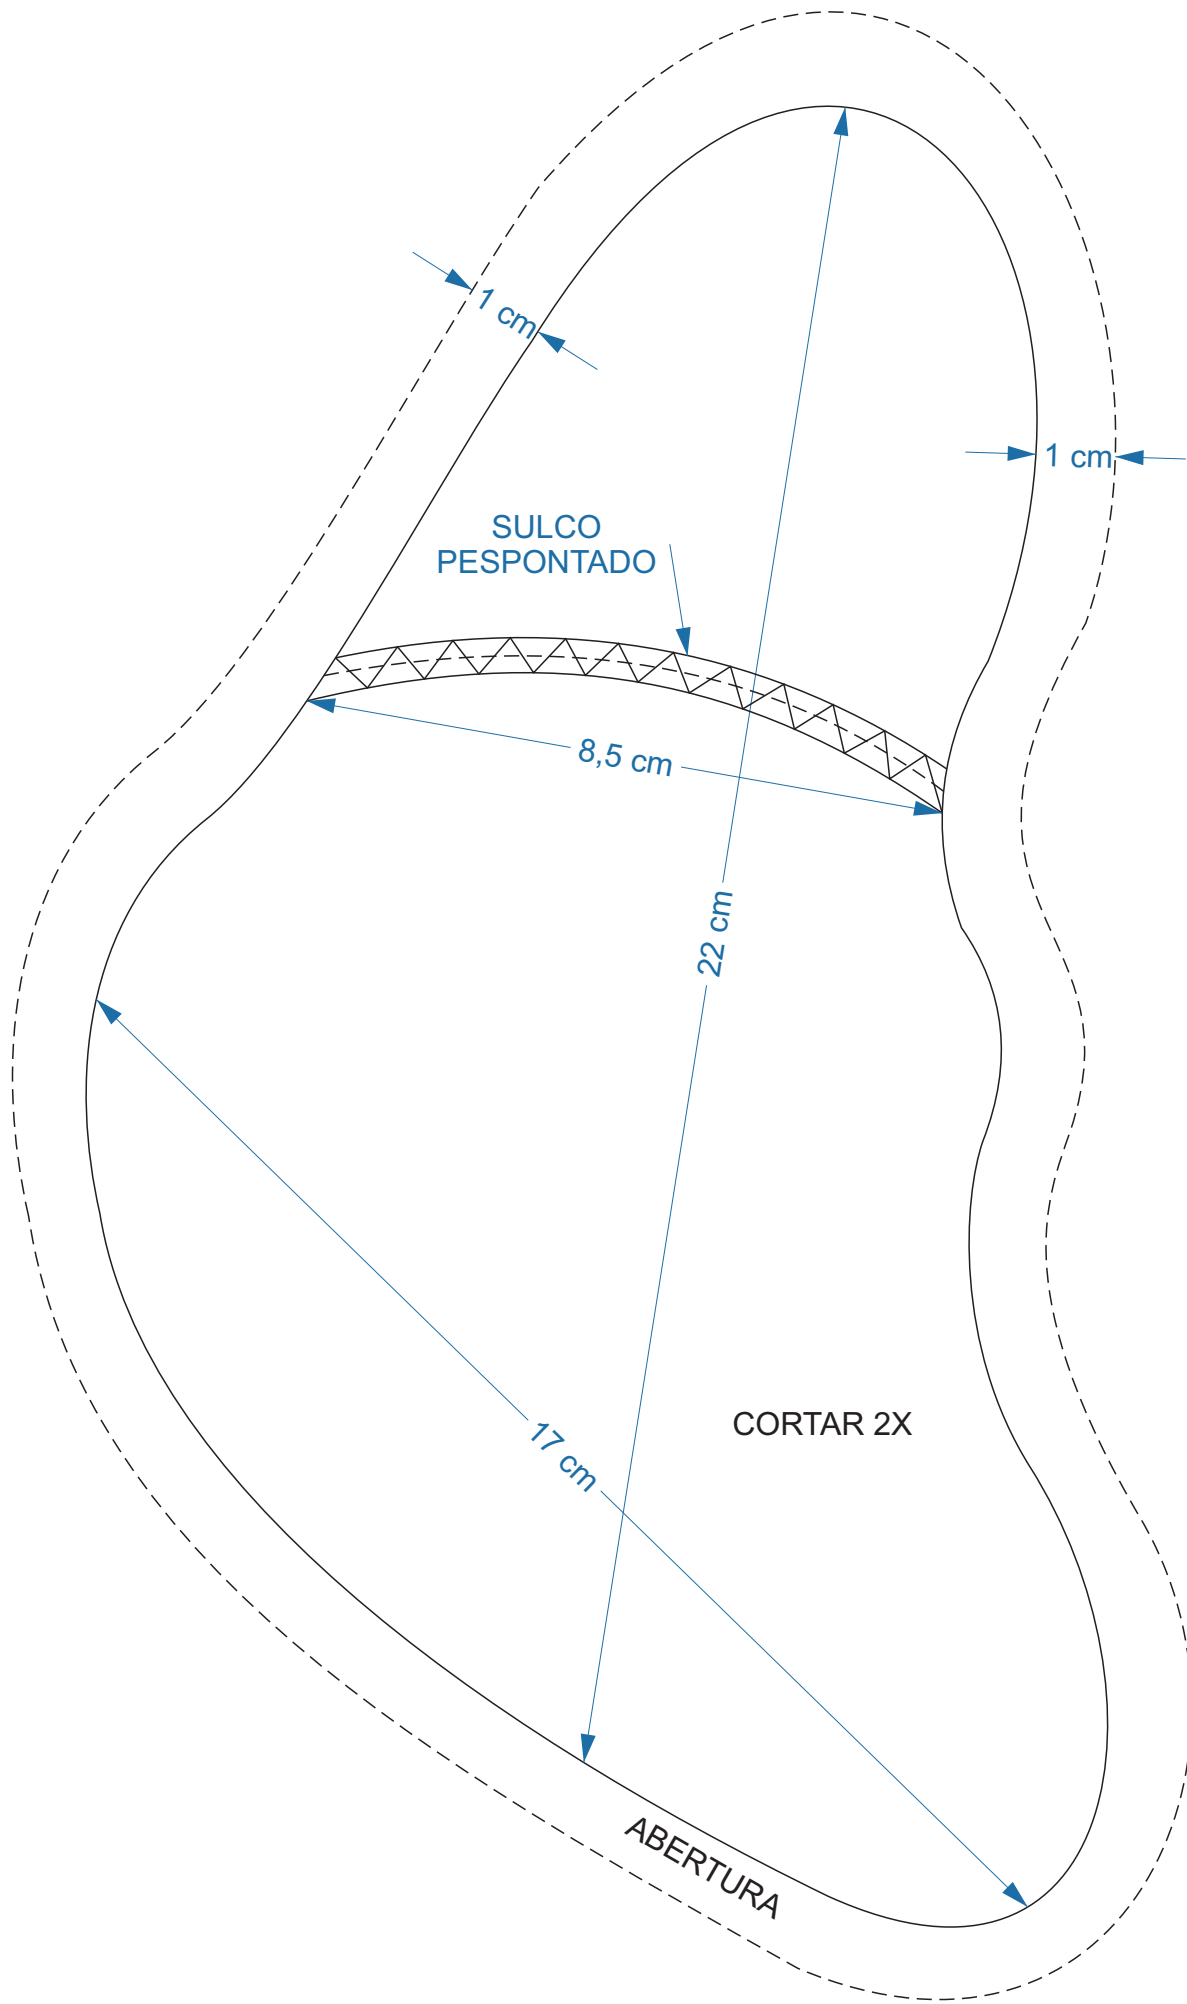 1 cm
1 cm
SULCO
PESPONTADO
8,5 cm
22 cm
CORTAR 2X
17 cm
ABERTURA